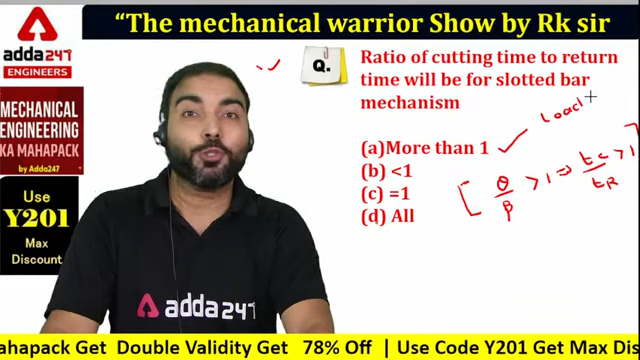 "The mechanical warrior Show by Rk sir
adda247
ENGINEERS
MECHANICAL
ENGINEERING
KA MAHAPACK
by Adda247
Use
Y201
Max
Discount
Q.
Ratio of cutting time to return
time will be for slotted bar
mechanism
(a)More than 1
(b) <1
(c) =1
(d) All
θ/β >1 ⇒ tc/tR >1
adda247
ahapack Get Double Validity Get 78% Off | Use Code Y201 Get Max Dis